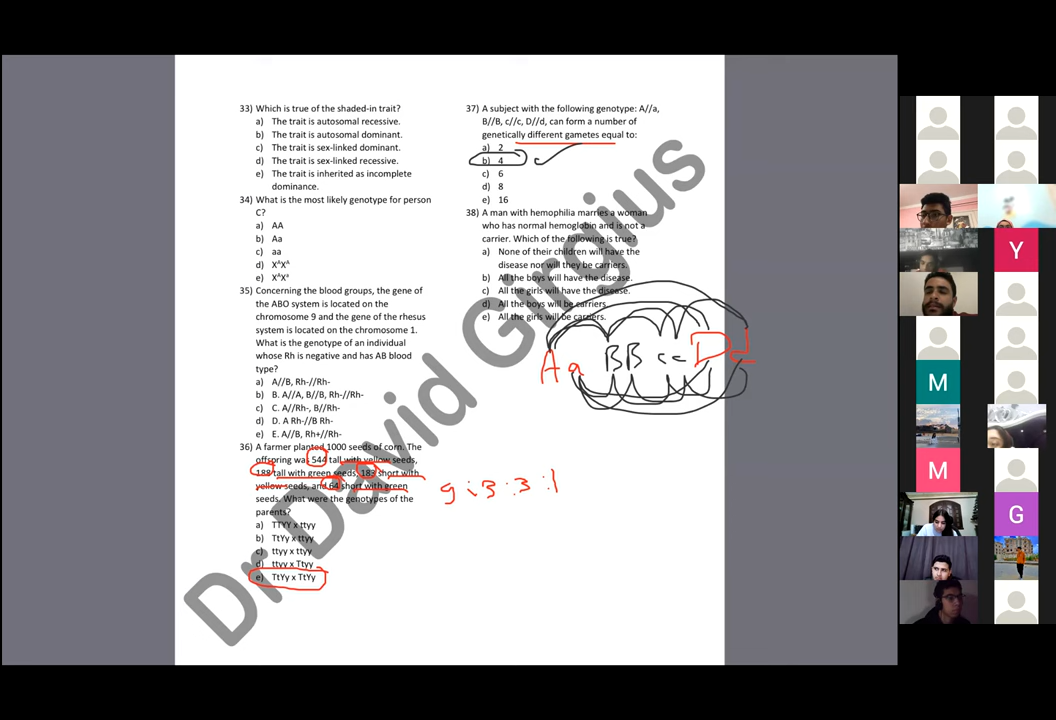 33) Which is true of the shaded-in trait?
a) The trait is autosomal recessive.
b) The trait is autosomal dominant.
c) The trait is sex-linked dominant.
d) The trait is sex-linked recessive.
e) The trait is inherited as incomplete
dominance.
34) What is the most likely genotype for person
C?
a) AA
b) Aa
c) aa
d) XᴬXᴬ
e) XᴬXᵃ
35) Concerning the blood groups, the gene of
the ABO system is located on the
chromosome 9 and the gene of the rhesus
system is located on the chromosome 1.
What is the genotype of an individual
whose Rh is negative and has AB blood
type?
a) A//B, Rh-//Rh-
b) B. A//A, B//B, Rh-//Rh-
c) C. A//Rh-, B//Rh-
d) D. A Rh-//B Rh-
e) E. A//B, Rh+//Rh-
36) A farmer planted 1000 seeds of corn. The
offspring was 544 tall with yellow seeds,
188 tall with green seeds, 183 short with
yellow seeds, and 64 short with green
seeds. What were the genotypes of the
parents?
a) TTYY x ttyy
b) TtYy x ttyy
c) ttyy x ttyy
d) ttyy x Ttyy
e) TtYy x TtYy
37) A subject with the following genotype: A//a,
B//B, c//c, D//d, can form a number of
genetically different gametes equal to:
a) 2
b) 4
c) 6
d) 8
e) 16
38) A man with hemophilia marries a woman
who has normal hemoglobin and is not a
carrier. Which of the following is true?
a) None of their children will have the
disease nor will they be carriers.
b) All the boys will have the disease.
c) All the girls will have the disease.
d) All the boys will be carriers.
e) All the girls will be carriers.
Aa BB cc Dd
9:3:3:1
Dr David Girgius
Y
M
M
G